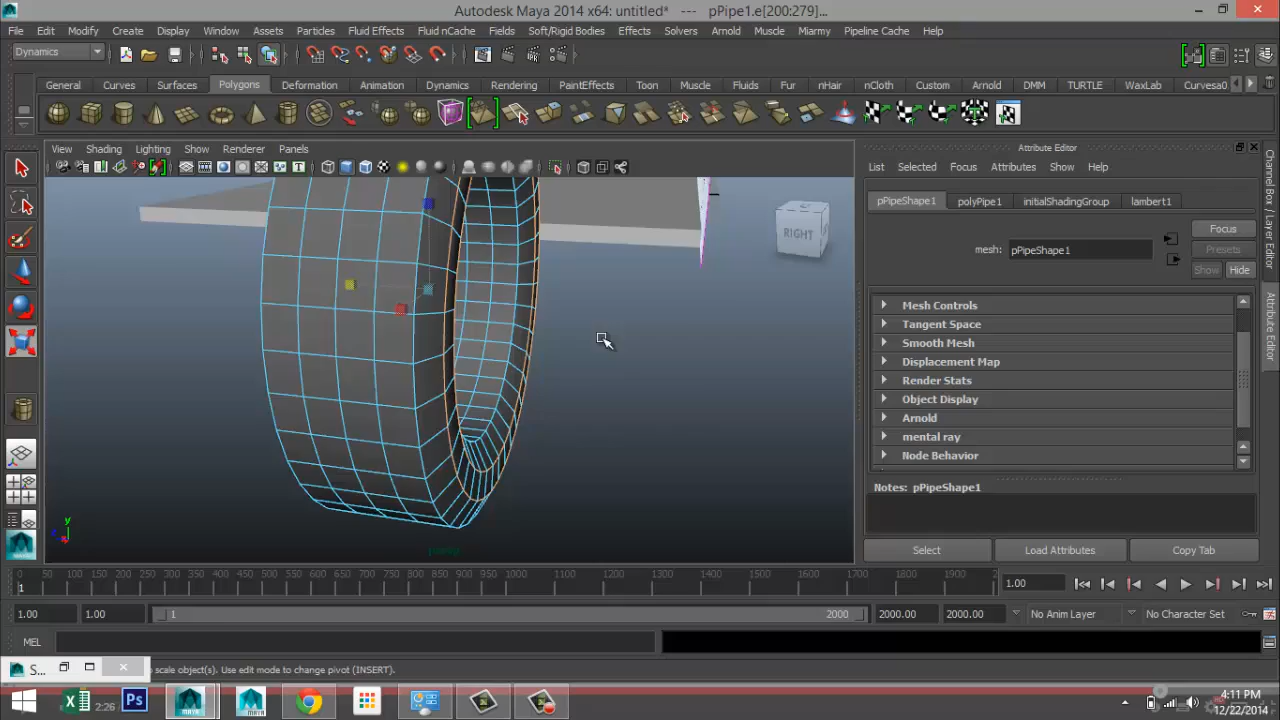 Autodesk Maya 2014 x64: untitled* --- pPipe1.e[200:279]...
File Edit Modify Create Display Window Assets Particles Fluid Effects Fluid nCache Fields Soft/Rigid Bodies Effects Solvers Arnold Muscle Miarmy Pipeline Cache Help
Dynamics
General Curves Surfaces Polygons Deformation Animation Dynamics Rendering PaintEffects Toon Muscle Fluids Fur nHair nCloth Custom Arnold DMM TURTLE WaxLab Curvesa0
View Shading Lighting Show Renderer Panels
Attribute Editor
List Selected Focus Attributes Show Help
pPipeShape1 polyPipe1 initialShadingGroup lambert1
Focus
mesh: pPipeShape1
Presets
Show Hide
RIGHT
Mesh Controls
Tangent Space
Smooth Mesh
Displacement Map
Render Stats
Object Display
Arnold
mental ray
Node Behavior
Notes: pPipeShape1
Select Load Attributes Copy Tab
Channel Box / Layer Editor
Attribute Editor
y
0 50 100 150 200 250 300 350 400 450 500 550 600 650 700 750 800 850 900 1000 1100 1200 1300 1400 1500 1600 1700 1800 1900
1
1.00
1.00 1.00 1 2000 2000.00 2000.00 No Anim Layer No Character Set
MEL
S... scale object(s). Use edit mode to change pivot (INSERT).
2:26
4:11 PM
12/22/2014